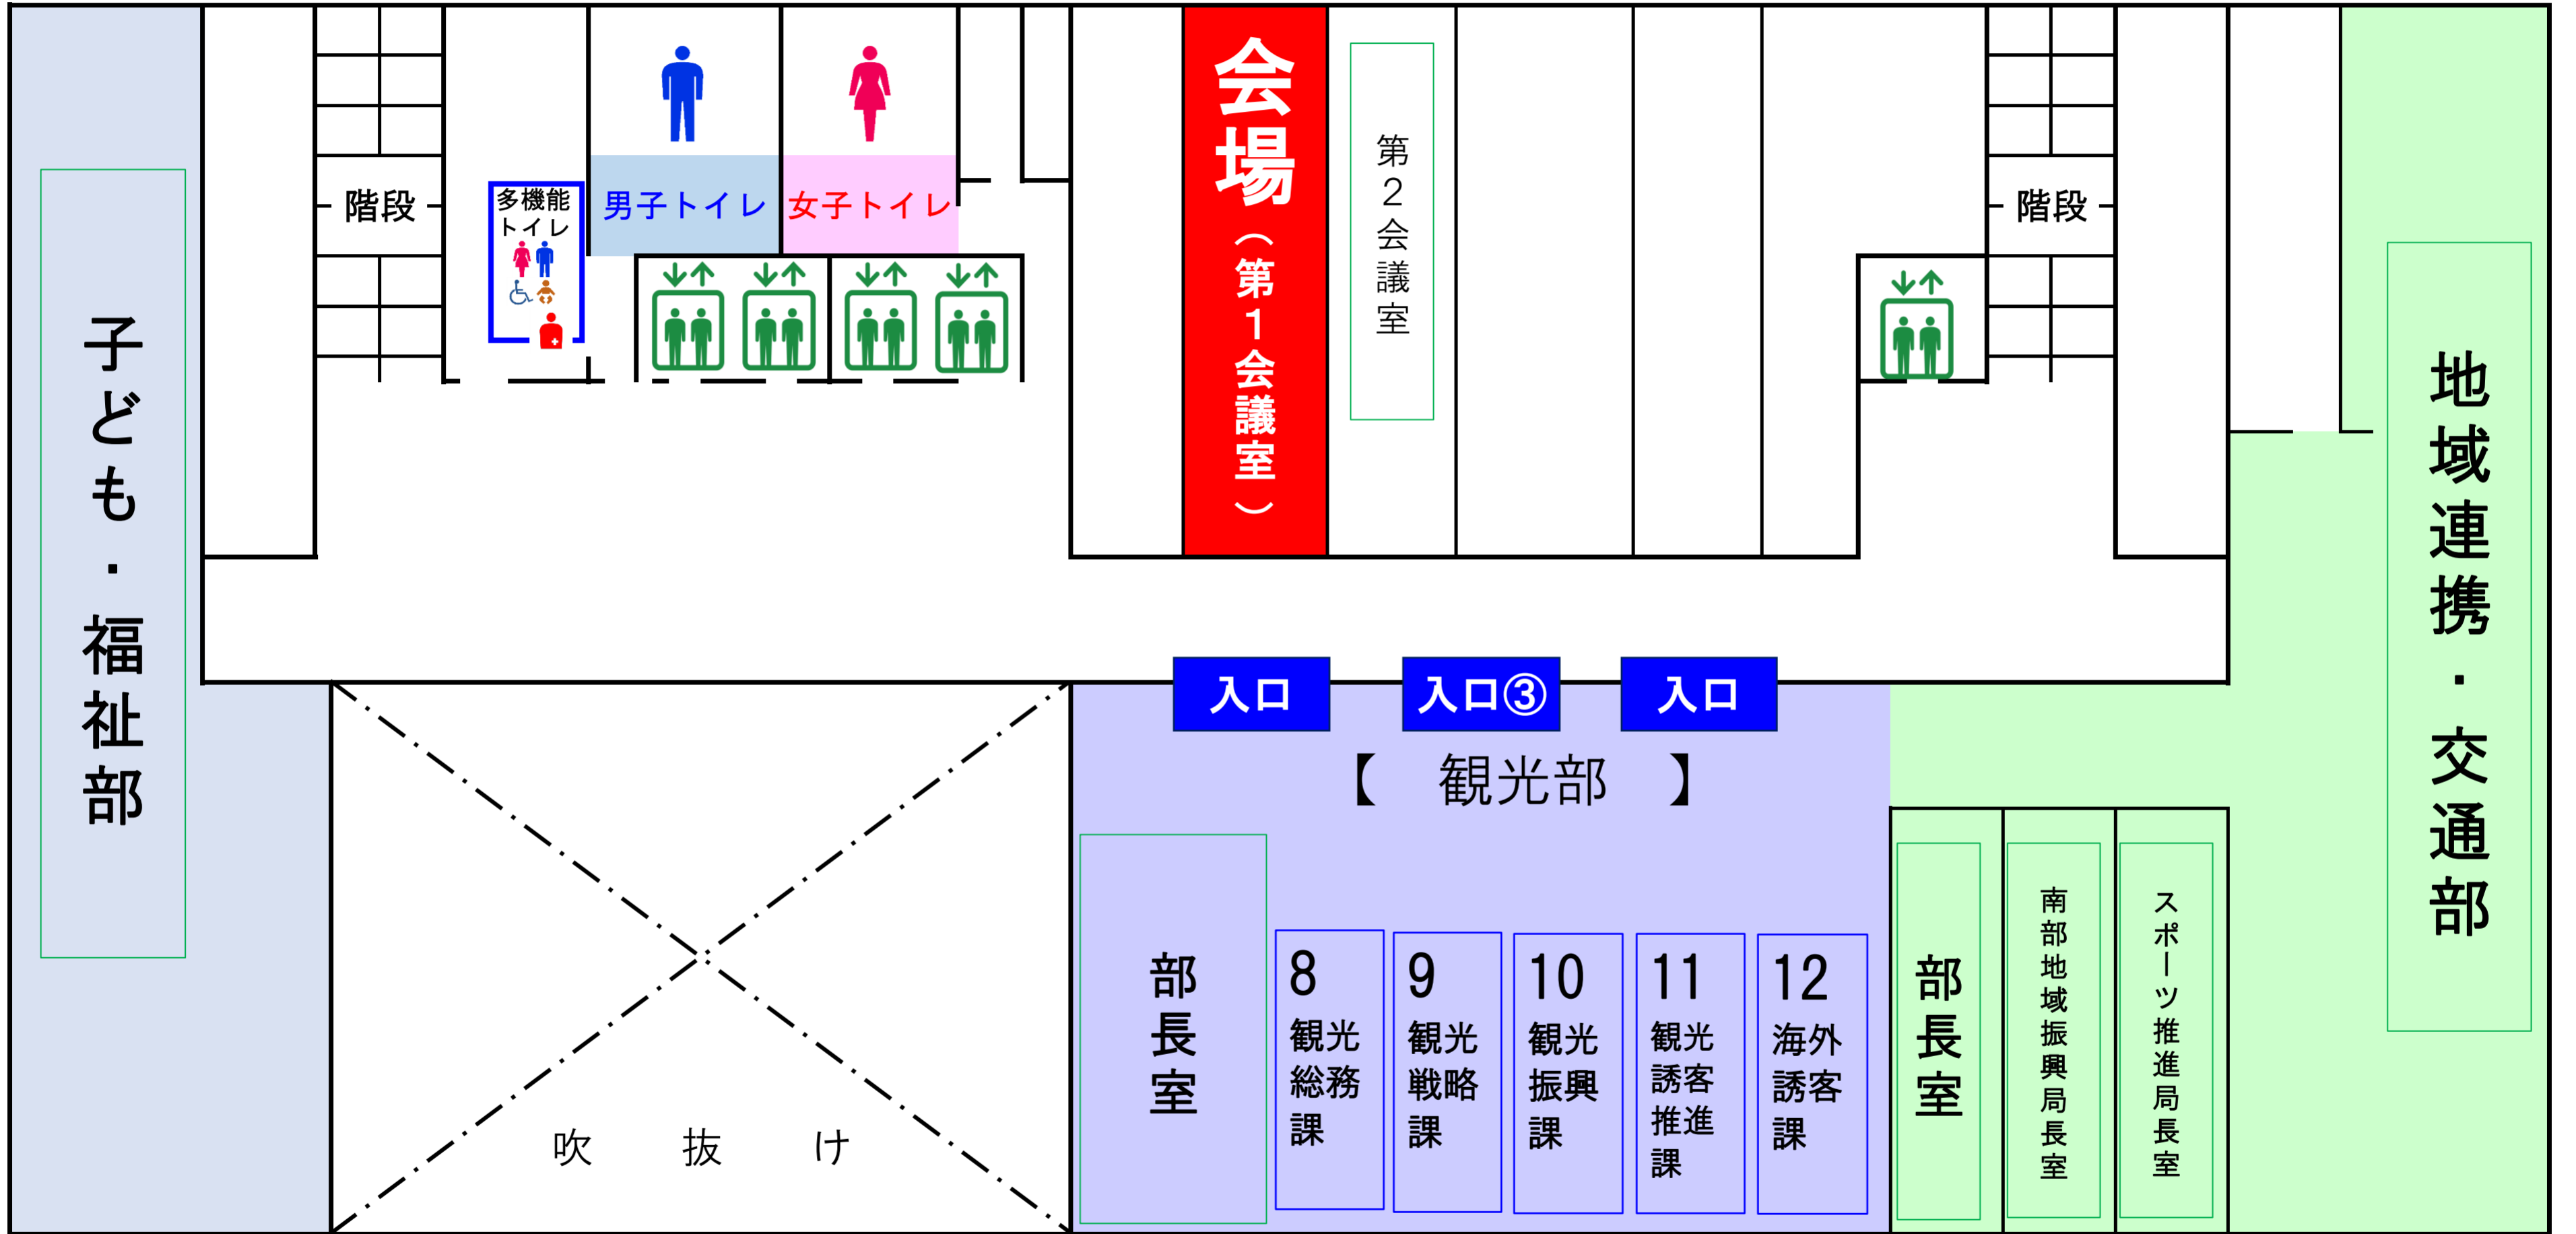 子ども・福祉部
階段
多機能
トイレ
男子トイレ
女子トイレ
会場（第１会議室）
第２会議室
階段
地域連携・交通部
入口
入口③
入口
【　観光部　】
部長室
8
観光
総務
課
9
観光
戦略
課
10
観光
振興
課
11
観光
誘客
推進
課
12
海外
誘客
課
部長室
南部地域振興局長室
スポーツ推進局長室
吹　抜　け